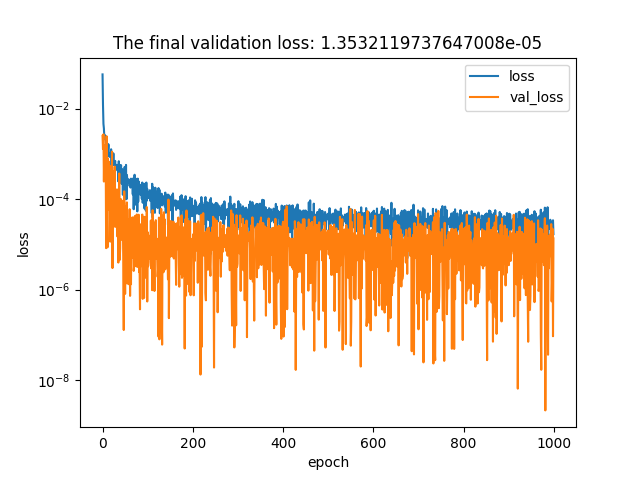 The final validation loss: 1.3532119737647008e-05
loss
val_loss
10⁻²
10⁻⁴
10⁻⁶
10⁻⁸
loss
0 200 400 600 800 1000
epoch